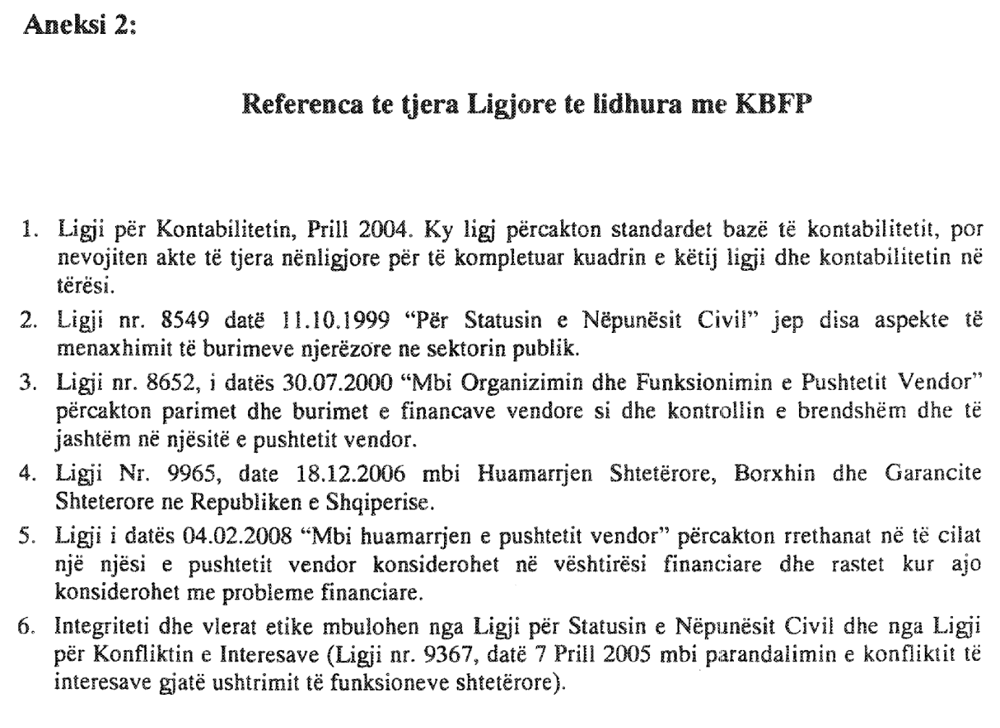 Aneksi 2:
Referenca te tjera Ligjore te lidhura me KBFP
1. Ligji për Kontabilitetin, Prill 2004. Ky ligj përcakton standardet bazë të kontabilitetit, por
nevojiten akte të tjera nënligjore për të kompletuar kuadrin e këtij ligji dhe kontabilitetin në
tërësi.
2. Ligji nr. 8549 datë 11.10.1999 “Për Statusin e Nëpunësit Civil” jep disa aspekte të
menaxhimit të burimeve njerëzore ne sektorin publik.
3. Ligji nr. 8652, i datës 30.07.2000 “Mbi Organizimin dhe Funksionimin e Pushtetit Vendor”
përcakton parimet dhe burimet e financave vendore si dhe kontrollin e brendshëm dhe të
jashtëm në njësitë e pushtetit vendor.
4. Ligji Nr. 9965, date 18.12.2006 mbi Huamarrjen Shtetërore, Borxhin dhe Garancite
Shteterore ne Republiken e Shqiperise.
5. Ligji i datës 04.02.2008 “Mbi huamarrjen e pushtetit vendor” përcakton rrethanat në të cilat
një njësi e pushtetit vendor konsiderohet në vështirësi financiare dhe rastet kur ajo
konsiderohet me probleme financiare.
6. Integriteti dhe vlerat etike mbulohen nga Ligji për Statusin e Nëpunësit Civil dhe nga Ligji
për Konfliktin e Interesave (Ligji nr. 9367, datë 7 Prill 2005 mbi parandalimin e konfliktit të
interesave gjatë ushtrimit të funksioneve shtetërore).